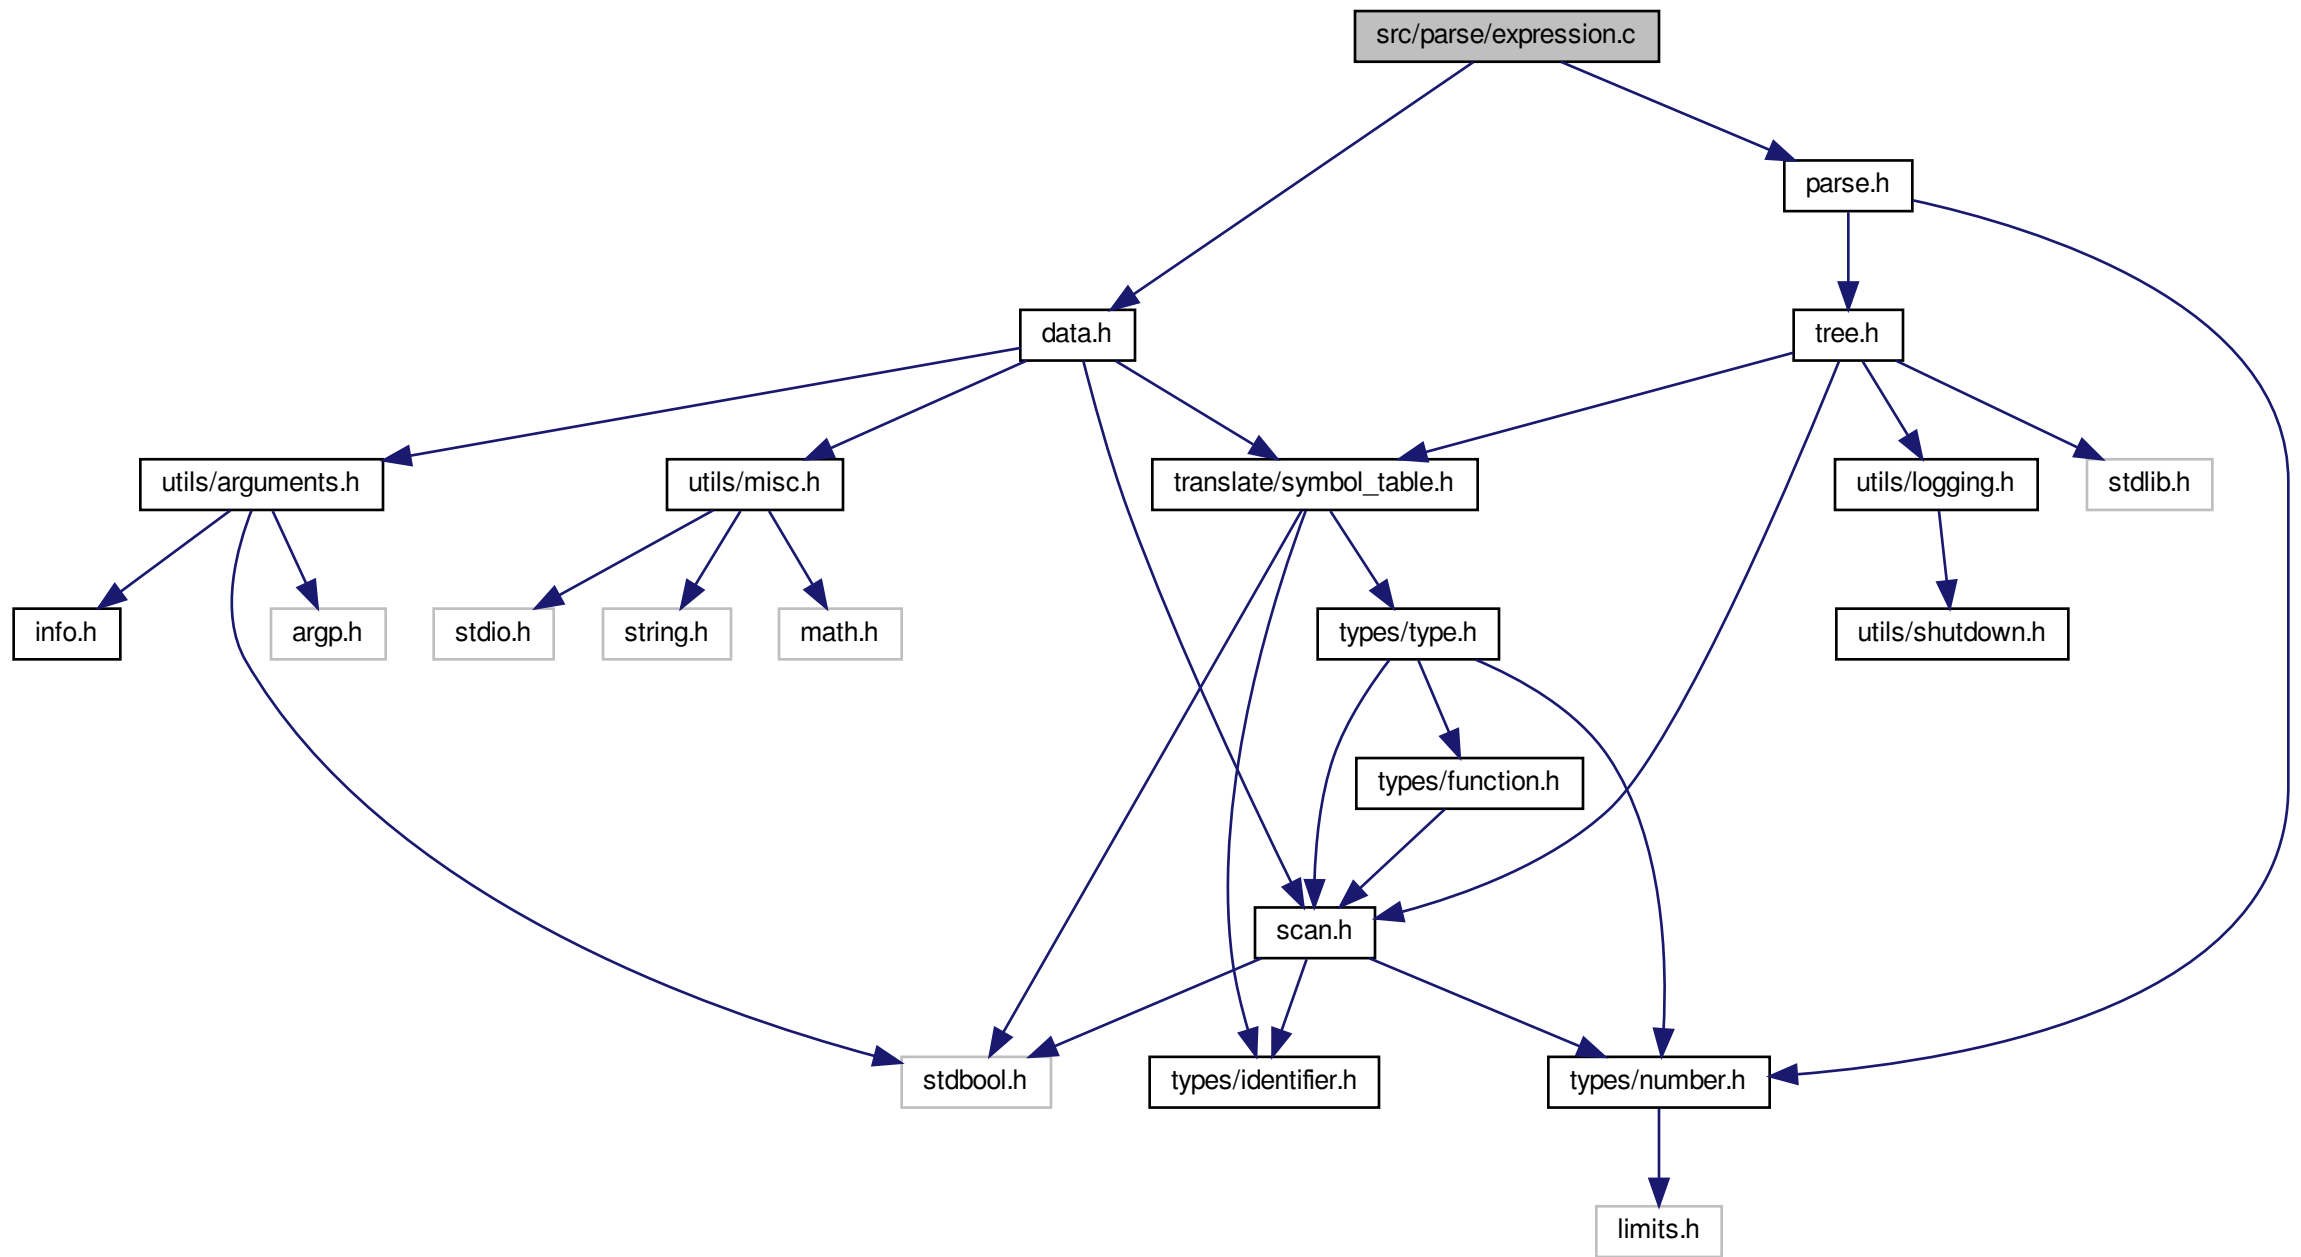 src/parse/expression.c
parse.h
data.h
tree.h
utils/arguments.h
utils/misc.h
translate/symbol_table.h
utils/logging.h
stdlib.h
info.h
argp.h
stdio.h
string.h
math.h
types/type.h
utils/shutdown.h
types/function.h
scan.h
stdbool.h
types/identifier.h
types/number.h
limits.h